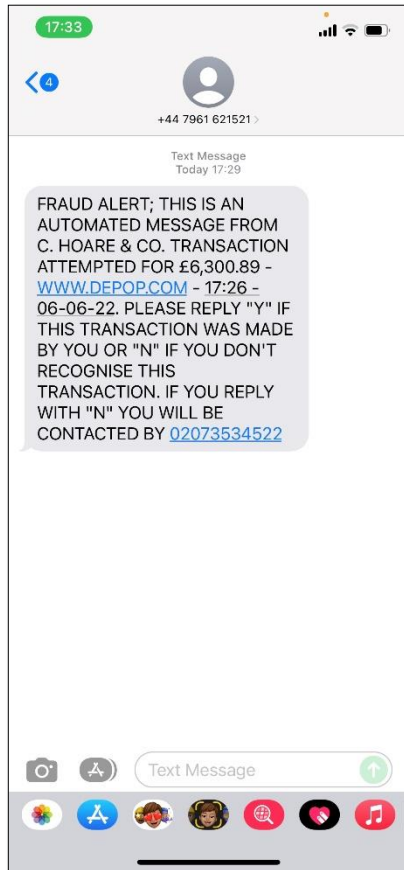 17:33
4
+44 7961 621521
Text Message
Today 17:29
FRAUD ALERT; THIS IS AN
AUTOMATED MESSAGE FROM
C. HOARE & CO. TRANSACTION
ATTEMPTED FOR £6,300.89 -
WWW.DEPOP.COM - 17:26 -
06-06-22. PLEASE REPLY "Y" IF
THIS TRANSACTION WAS MADE
BY YOU OR "N" IF YOU DON'T
RECOGNISE THIS
TRANSACTION. IF YOU REPLY
WITH "N" YOU WILL BE
CONTACTED BY 02073534522
Text Message